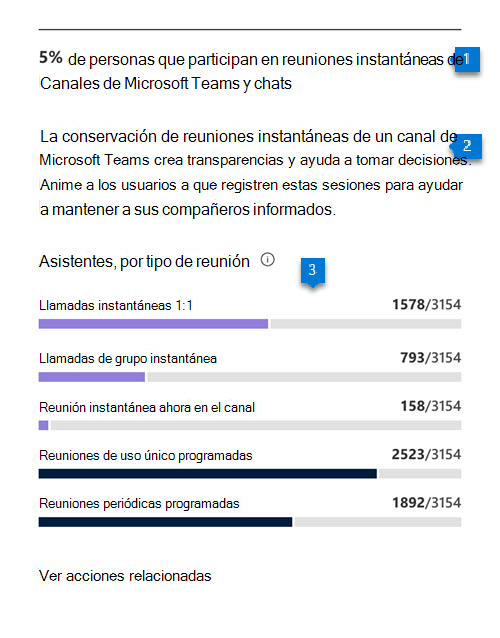 5% de personas que participan en reuniones instantáneas del 1
Canales de Microsoft Teams y chats
La conservación de reuniones instantáneas de un canal de 2
Microsoft Teams crea transparencias y ayuda a tomar decisiones.
Anime a los usuarios a que registren estas sesiones para ayudar
a mantener a sus compañeros informados.
Asistentes, por tipo de reunión 3
Llamadas instantáneas 1:1 1578/3154
Llamadas de grupo instantánea 793/3154
Reunión instantánea ahora en el canal 158/3154
Reuniones de uso único programadas 2523/3154
Reuniones periódicas programadas 1892/3154
Ver acciones relacionadas